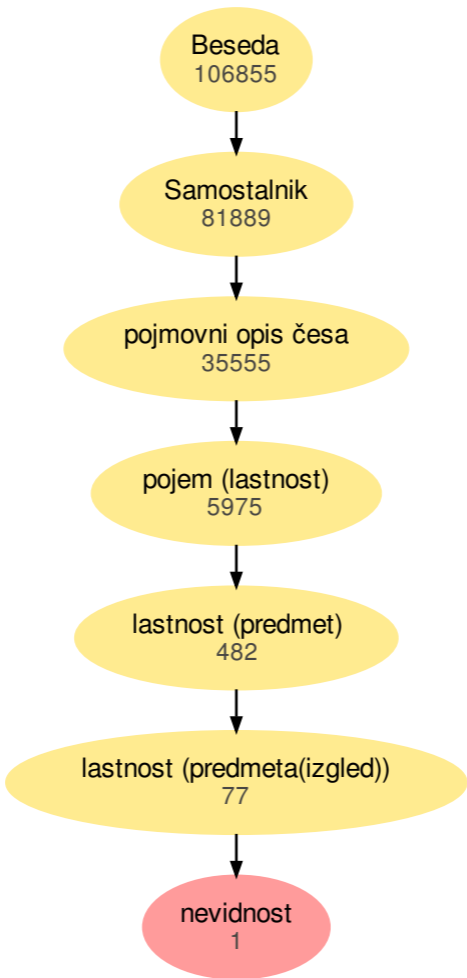 Beseda
106855
Samostalnik
81889
pojmovni opis česa
35555
pojem (lastnost)
5975
lastnost (predmet)
482
lastnost (predmeta(izgled))
77
nevidnost
1